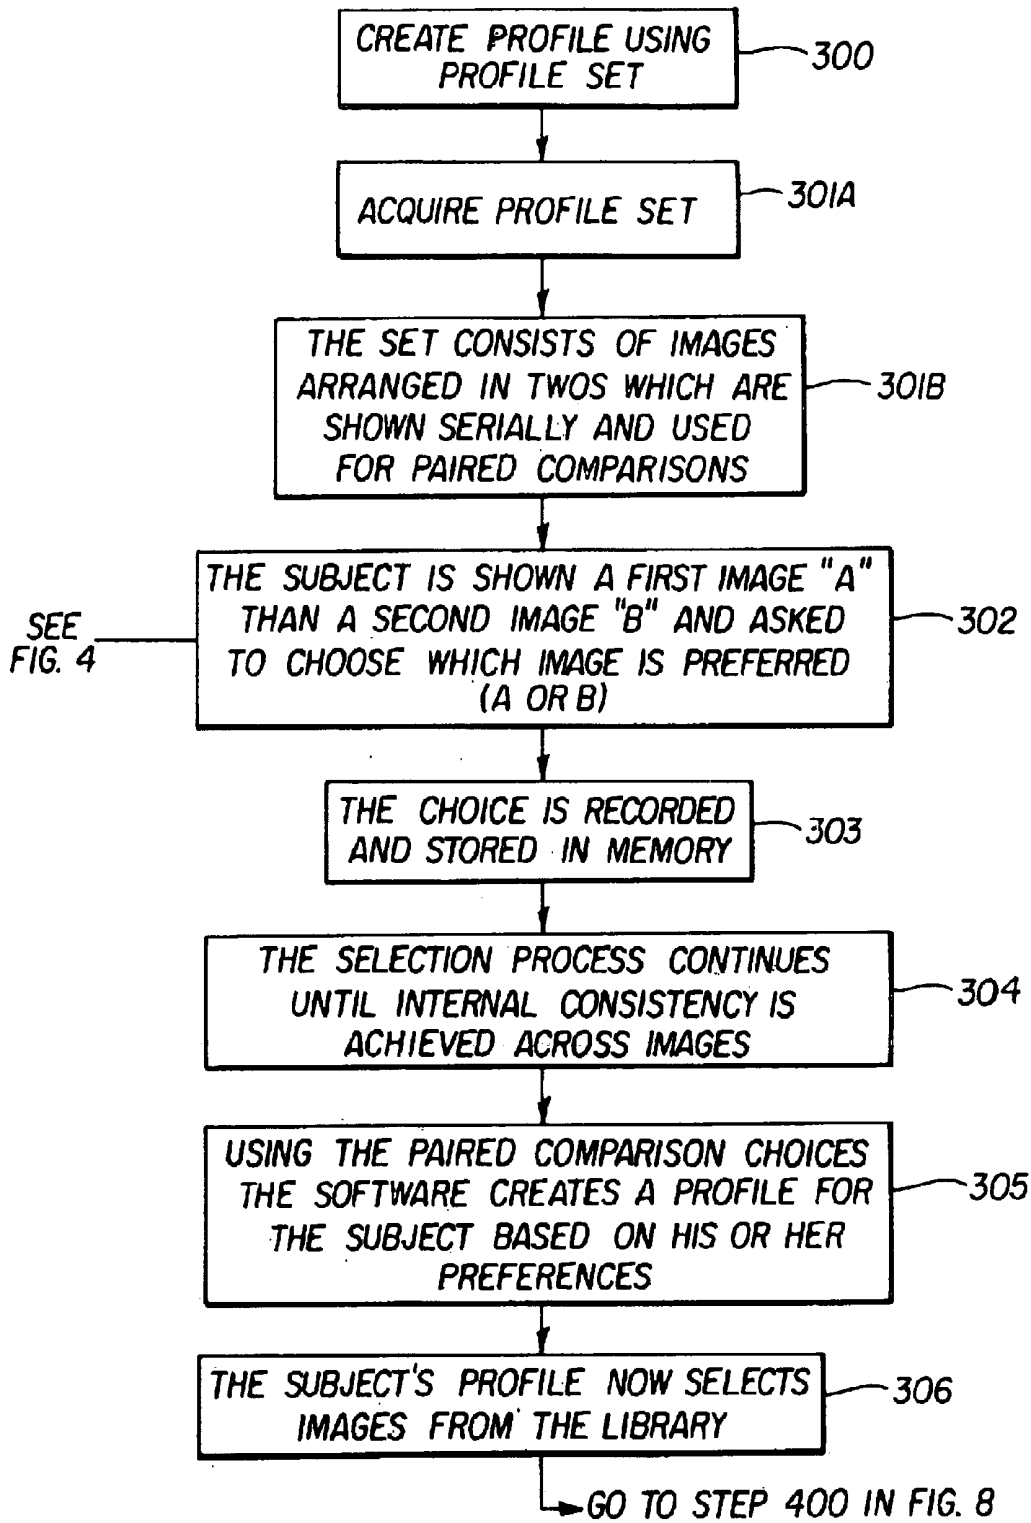 CREATE PROFILE USING
PROFILE SET
300
ACQUIRE PROFILE SET
301A
THE SET CONSISTS OF IMAGES
ARRANGED IN TWOS WHICH ARE
SHOWN SERIALLY AND USED
FOR PAIRED COMPARISONS
301B
SEE
FIG. 4
THE SUBJECT IS SHOWN A FIRST IMAGE "A"
THAN A SECOND IMAGE "B" AND ASKED
TO CHOOSE WHICH IMAGE IS PREFERRED
(A OR B)
302
THE CHOICE IS RECORDED
AND STORED IN MEMORY
303
THE SELECTION PROCESS CONTINUES
UNTIL INTERNAL CONSISTENCY IS
ACHIEVED ACROSS IMAGES
304
USING THE PAIRED COMPARISON CHOICES
THE SOFTWARE CREATES A PROFILE FOR
THE SUBJECT BASED ON HIS OR HER
PREFERENCES
305
THE SUBJECT'S PROFILE NOW SELECTS
IMAGES FROM THE LIBRARY
306
GO TO STEP 400 IN FIG. 8